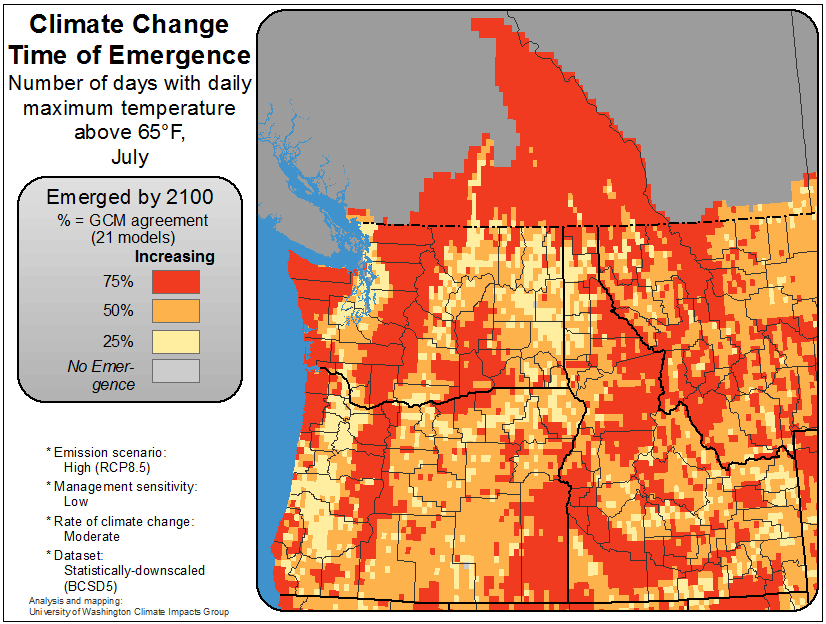 Climate Change
Time of Emergence
Number of days with daily
maximum temperature
above 65°F,
July
Emerged by 2100
% = GCM agreement
(21 models)
Increasing
75%
50%
25%
No Emer-
gence
* Emission scenario:
High (RCP8.5)
* Management sensitivity:
Low
* Rate of climate change:
Moderate
* Dataset:
Statistically-downscaled
(BCSD5)
Analysis and mapping:
University of Washington Climate Impacts Group